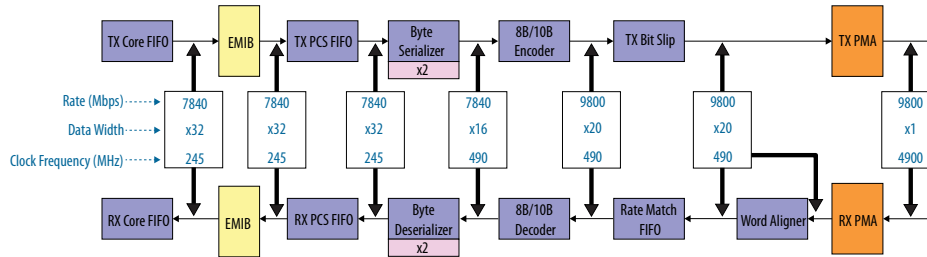 TX Core FIFO
EMIB
TX PCS FIFO
Byte
Serializer
x2
8B/10B
Encoder
TX Bit Slip
TX PMA
Rate (Mbps)
7840
7840
7840
7840
9800
9800
9800
Data Width
x32
x32
x32
x16
x20
x20
x1
Clock Frequency (MHz)
245
245
245
490
490
490
4900
RX Core FIFO
EMIB
RX PCS FIFO
Byte
Deserializer
x2
8B/10B
Decoder
Rate Match
FIFO
Word Aligner
RX PMA